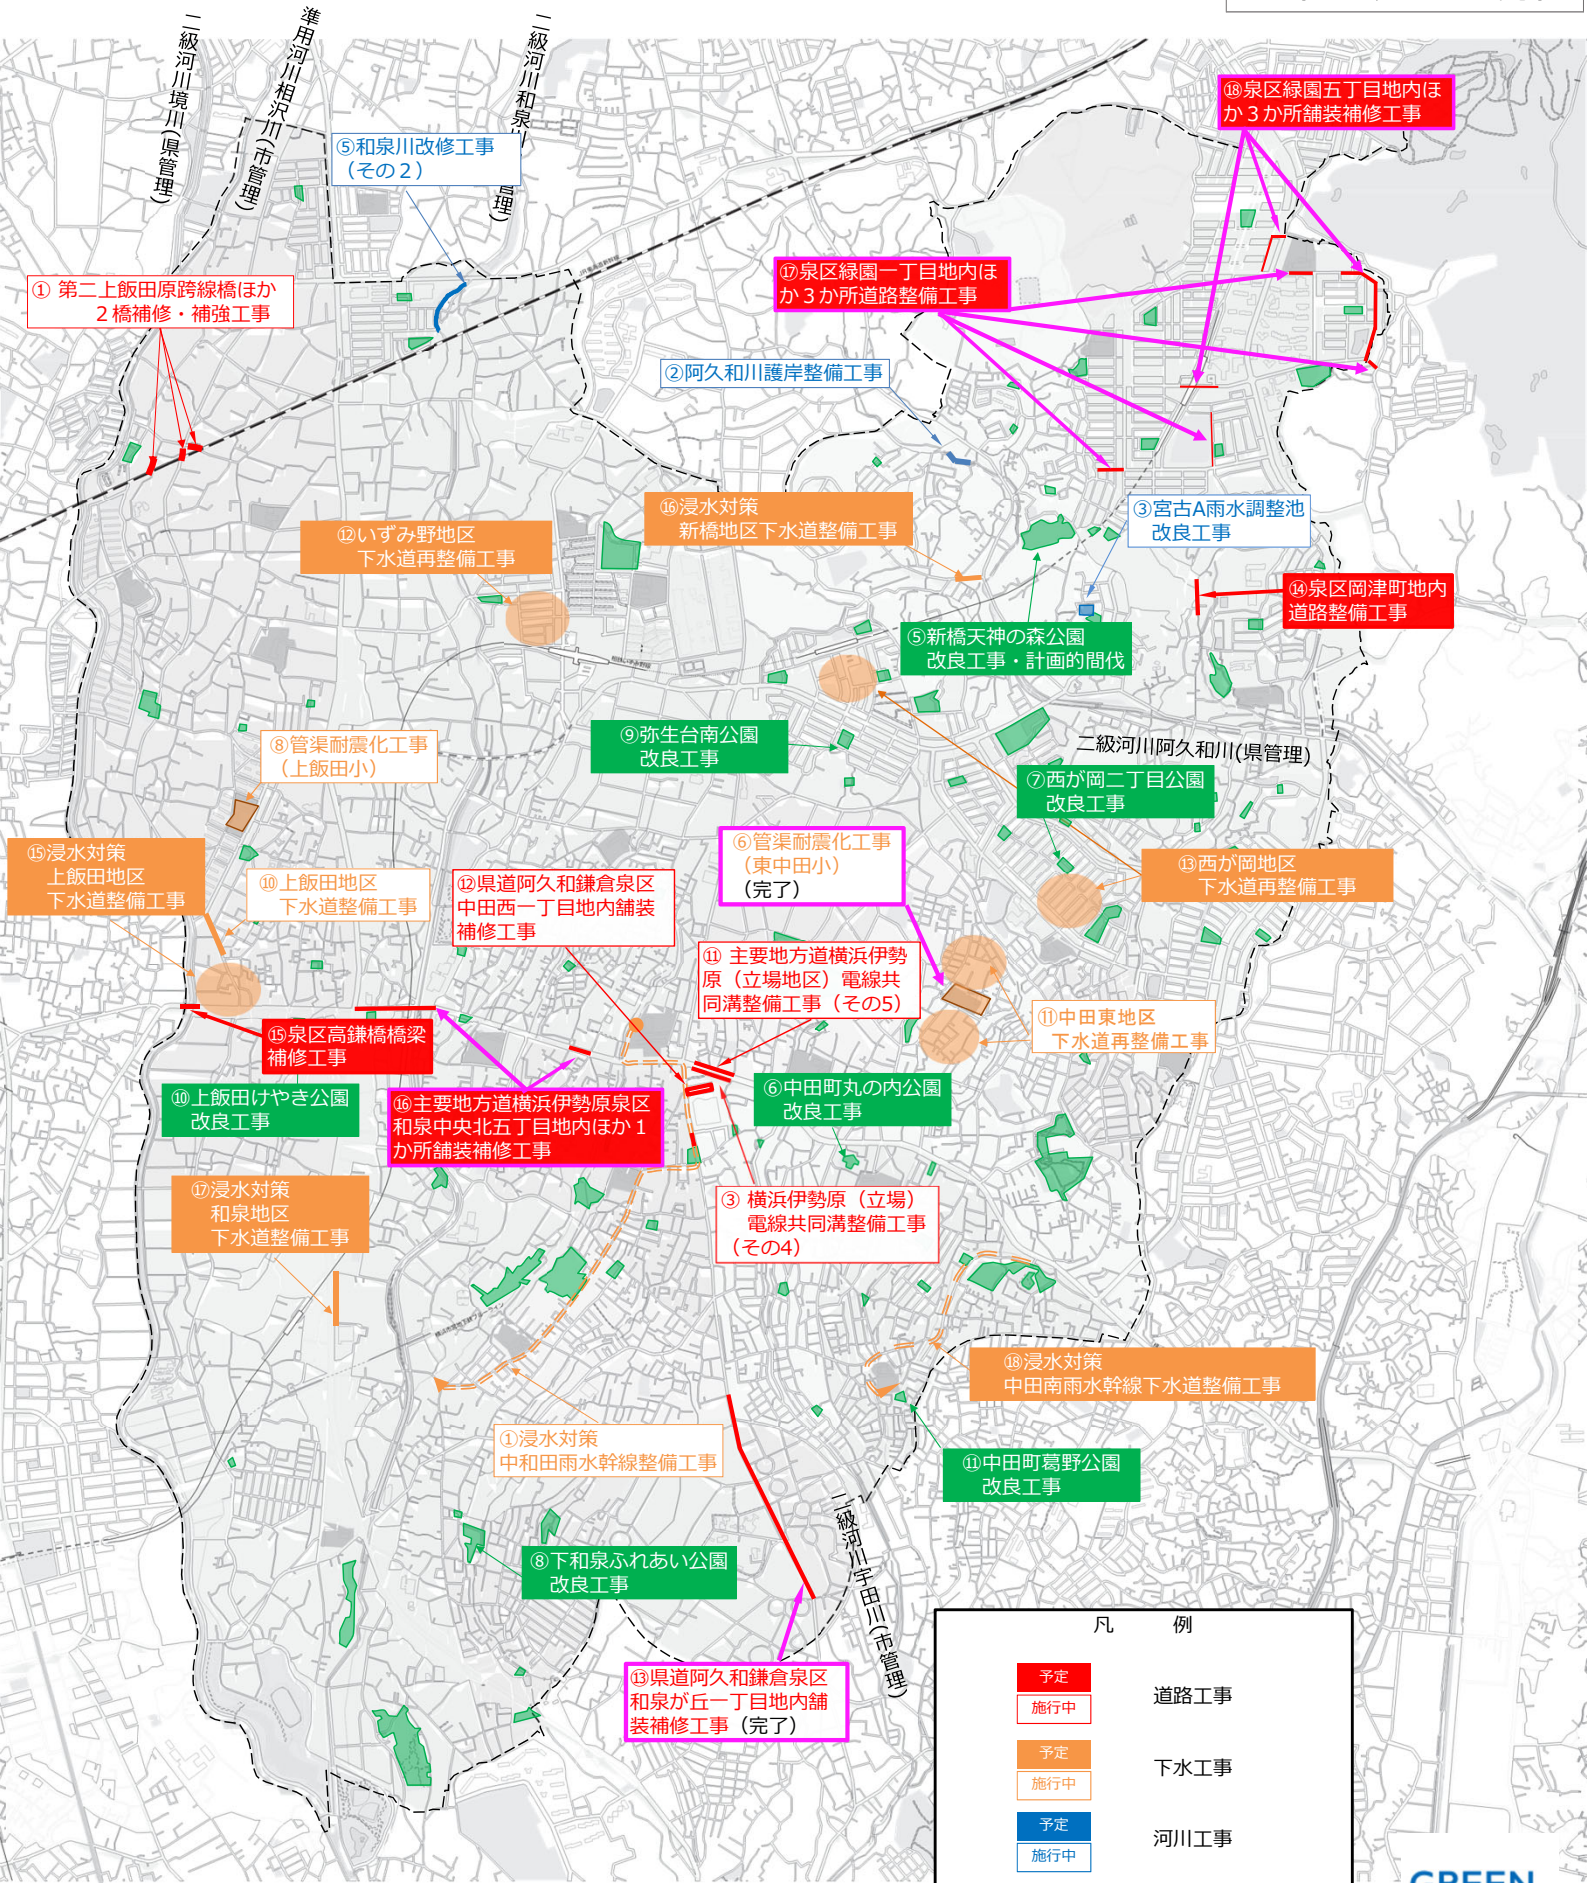 二級河川境川(県管理)
準用河川相沢川(市管理)
二級河川和泉
管理)
⑤和泉川改修工事
（その２）
⑱泉区緑園五丁目地内ほ
か３か所舗装補修工事
① 第二上飯田原跨線橋ほか
２橋補修・補強工事
⑰泉区緑園一丁目地内ほ
か３か所道路整備工事
②阿久和川護岸整備工事
⑯浸水対策
新橋地区下水道整備工事
③宮古A雨水調整池
改良工事
⑫いずみ野地区
下水道再整備工事
⑭泉区岡津町地内
道路整備工事
⑤新橋天神の森公園
改良工事・計画的間伐
⑨弥生台南公園
改良工事
二級河川阿久和川(県管理)
⑧管渠耐震化工事
（上飯田小）
⑦西が岡二丁目公園
改良工事
⑥管渠耐震化工事
（東中田小）
（完了）
⑬西が岡地区
下水道再整備工事
⑮浸水対策
上飯田地区
下水道整備工事
⑩上飯田地区
下水道整備工事
⑫県道阿久和鎌倉泉区
中田西一丁目地内舗装
補修工事
⑪ 主要地方道横浜伊勢
原（立場地区）電線共
同溝整備工事（その5）
⑪中田東地区
下水道再整備工事
⑮泉区高鎌橋橋梁
補修工事
⑩上飯田けやき公園
改良工事
⑯主要地方道横浜伊勢原泉区
和泉中央北五丁目地内ほか１
か所舗装補修工事
⑥中田町丸の内公園
改良工事
⑰浸水対策
和泉地区
下水道整備工事
③ 横浜伊勢原（立場）
電線共同溝整備工事
（その4）
⑱浸水対策
中田南雨水幹線下水道整備工事
①浸水対策
中和田雨水幹線整備工事
⑪中田町葛野公園
改良工事
⑧下和泉ふれあい公園
改良工事
二級河川宇田川(市管理)
⑬県道阿久和鎌倉泉区
和泉が丘一丁目地内舗
装補修工事（完了）
凡　例
予定
施行中
道路工事
予定
施行中
下水工事
予定
施行中
河川工事